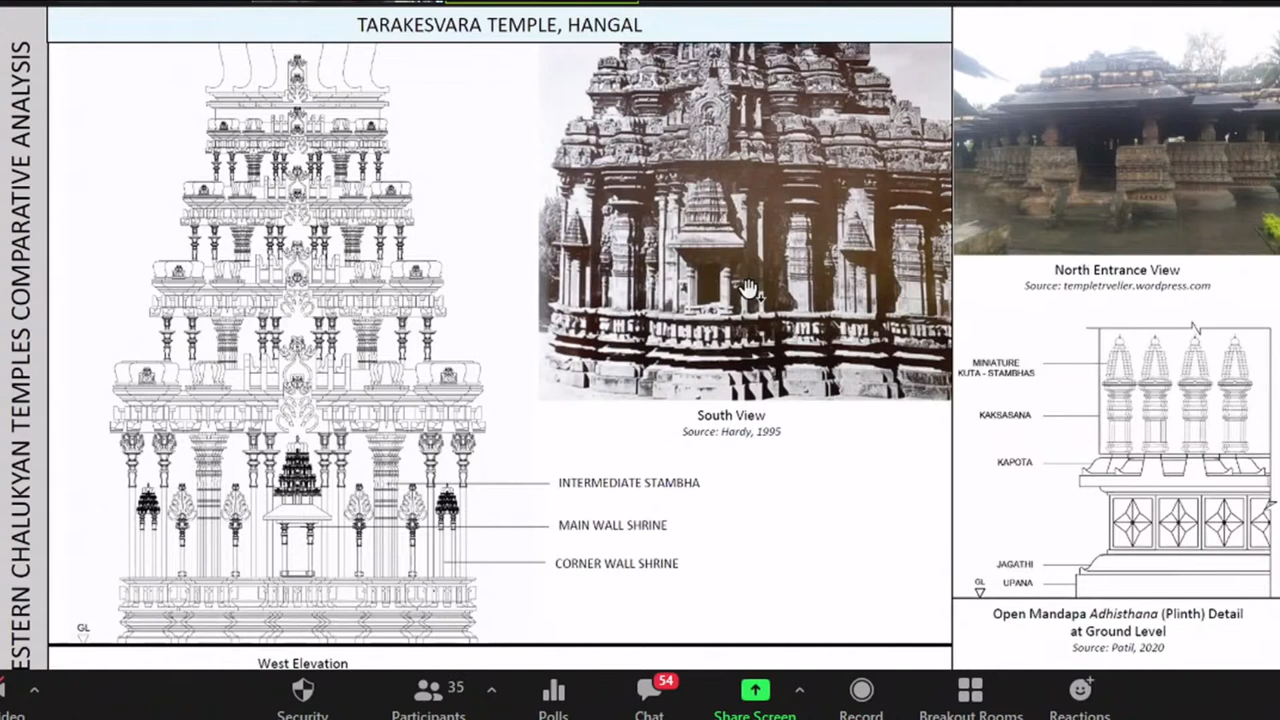 TARAKESVARA TEMPLE, HANGAL
ESTERN CHALUKYAN TEMPLES COMPARATIVE ANALYSIS
South View
Source: Hardy, 1995
INTERMEDIATE STAMBHA
MAIN WALL SHRINE
CORNER WALL SHRINE
GL
West Elevation
North Entrance View
Source: templetrveller.wordpress.com
MINIATURE
KUTA - STAMBHAS
KAKSASANA
KAPOTA
JAGATHI
GL
UPANA
Open Mandapa Adhisthana (Plinth) Detail
at Ground Level
Source: Patil, 2020
35
54
deo
Security
Participants
Polls
Chat
Share Screen
Record
Breakout Rooms
Reactions